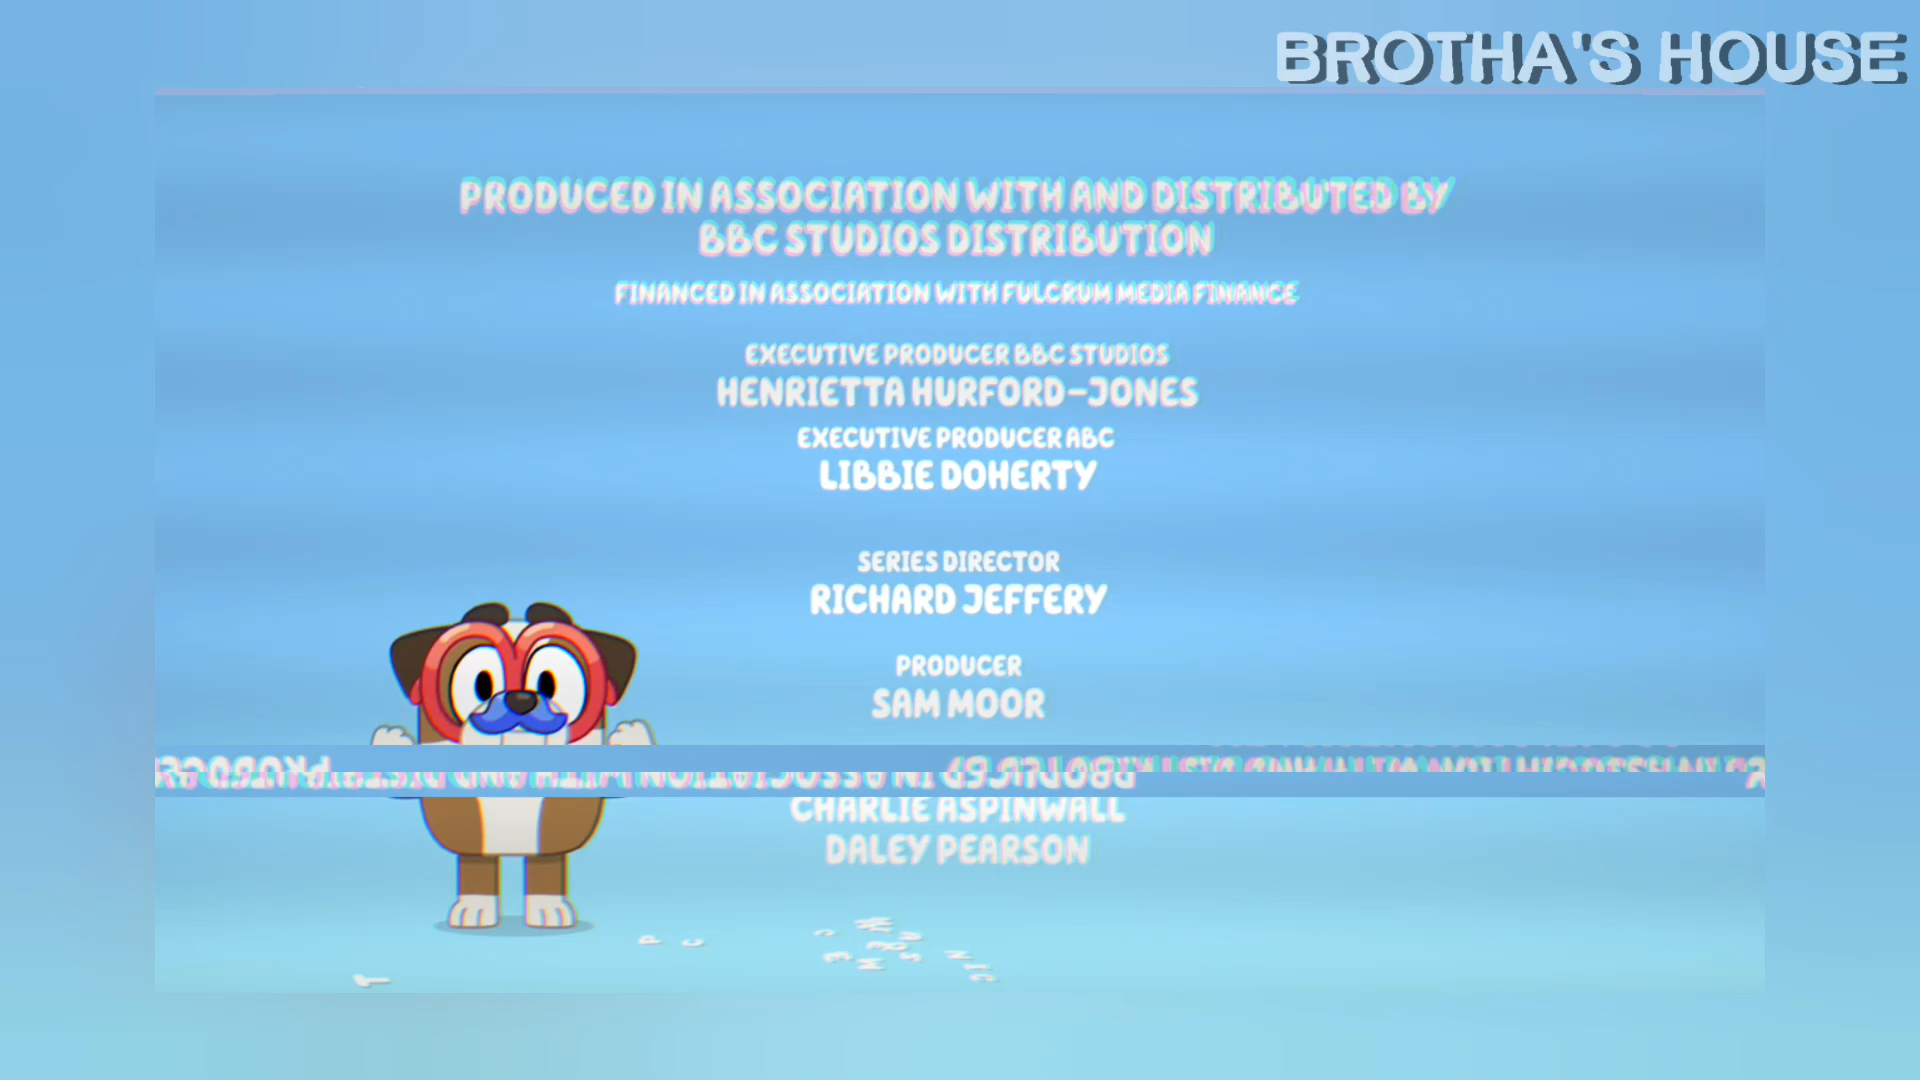 BROTHA'S HOUSE
PRODUCED IN ASSOCIATION WITH AND DISTRIBUTED BY
BBC STUDIOS DISTRIBUTION
FINANCED IN ASSOCIATION WITH FULCRUM MEDIA FINANCE
EXECUTIVE PRODUCER BBC STUDIOS
HENRIETTA HURFORD-JONES
EXECUTIVE PRODUCER ABC
LIBBIE DOHERTY
SERIES DIRECTOR
RICHARD JEFFERY
PRODUCER
SAM MOOR
CHARLIE ASPINWALL
DALEY PEARSON